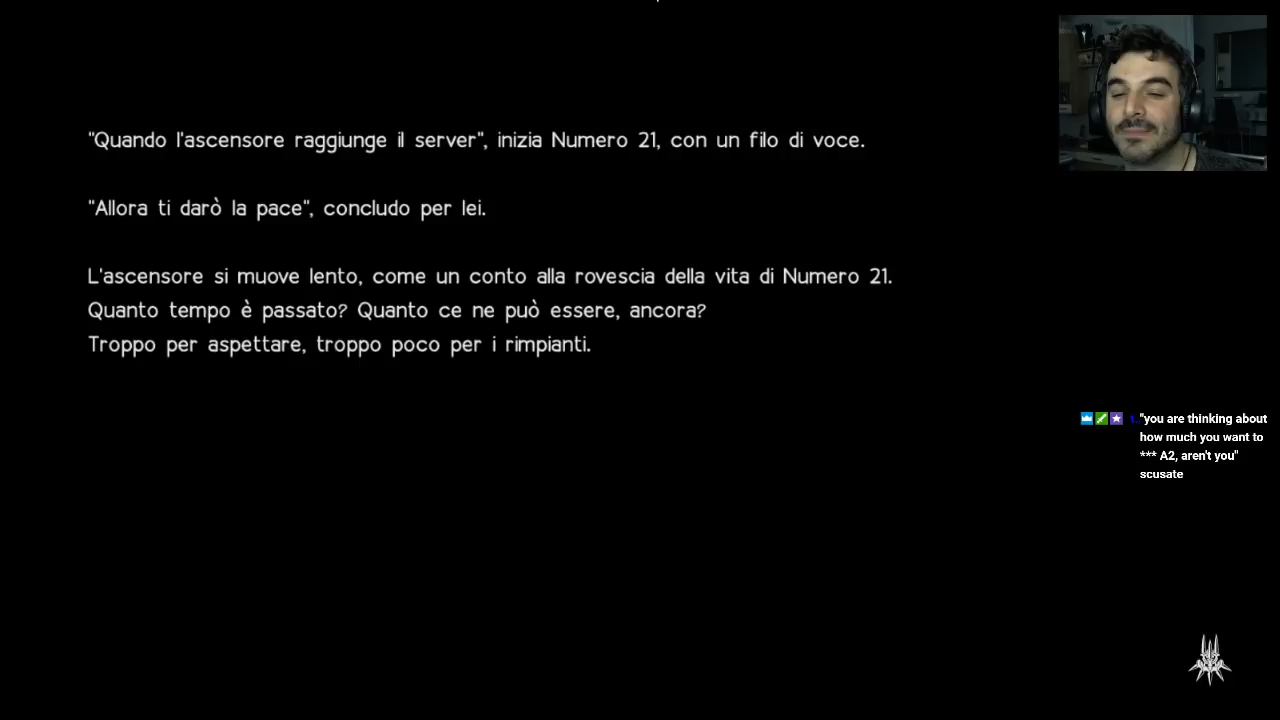 "Quando l'ascensore raggiunge il server", inizia Numero 21, con un filo di voce.
"Allora ti darò la pace", concludo per lei.
L'ascensore si muove lento, come un conto alla rovescia della vita di Numero 21.
Quanto tempo è passato? Quanto ce ne può essere, ancora?
Troppo per aspettare, troppo poco per i rimpianti.
"you are thinking about
how much you want to
*** A2, aren't you"
scusate